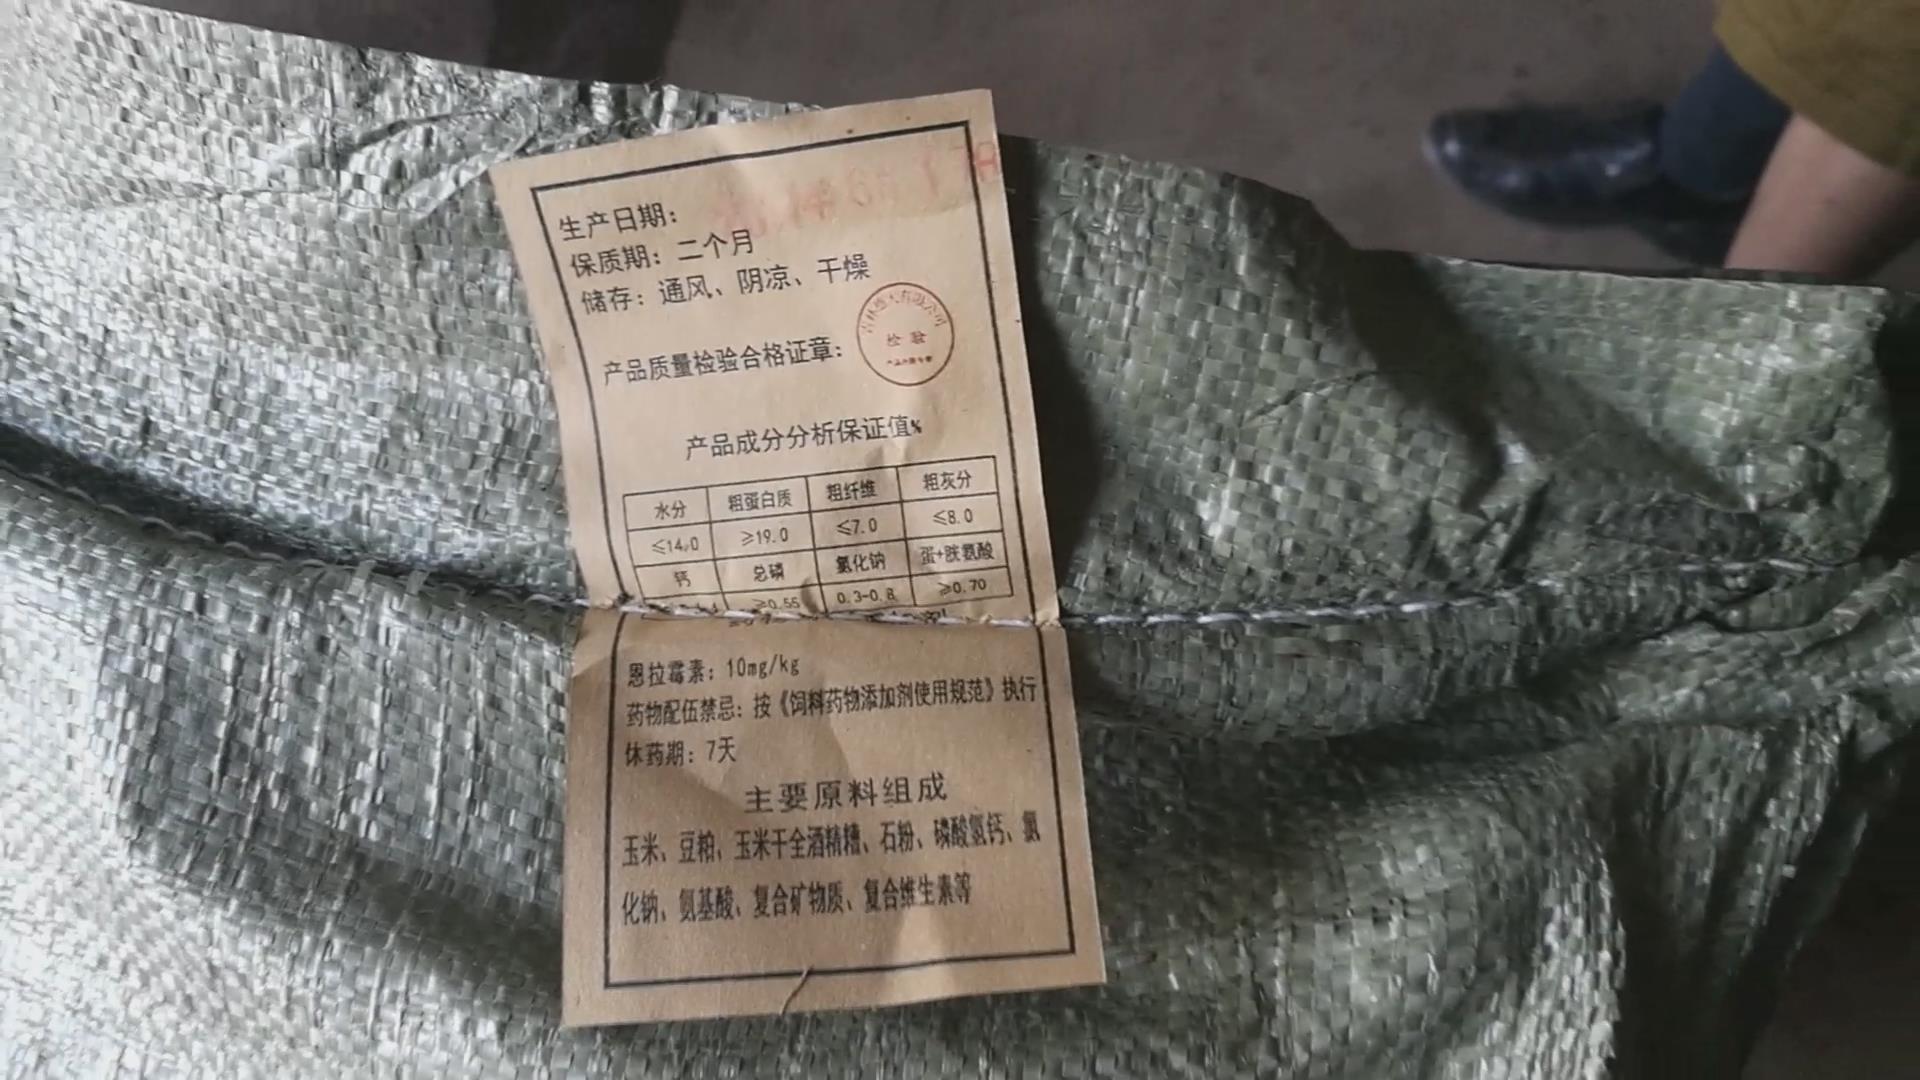 生产日期：
保质期：二个月
储存：通风、阴凉、干燥
产品质量检验合格证章：
检验
产品成分分析保证值%
水分 粗蛋白质 粗纤维 粗灰分
≤14.0 ≥19.0 ≤7.0 ≤8.0
钙 总磷 氯化钠 蛋+胱氨酸
≥0.55 0.3-0.8 ≥0.70
恩拉霉素：10mg/kg
药物配伍禁忌：按《饲料药物添加剂使用规范》执行
休药期：7天
主要原料组成
玉米、豆粕、玉米干全酒精糟、石粉、磷酸氢钙、氯
化钠、氨基酸、复合矿物质、复合维生素等